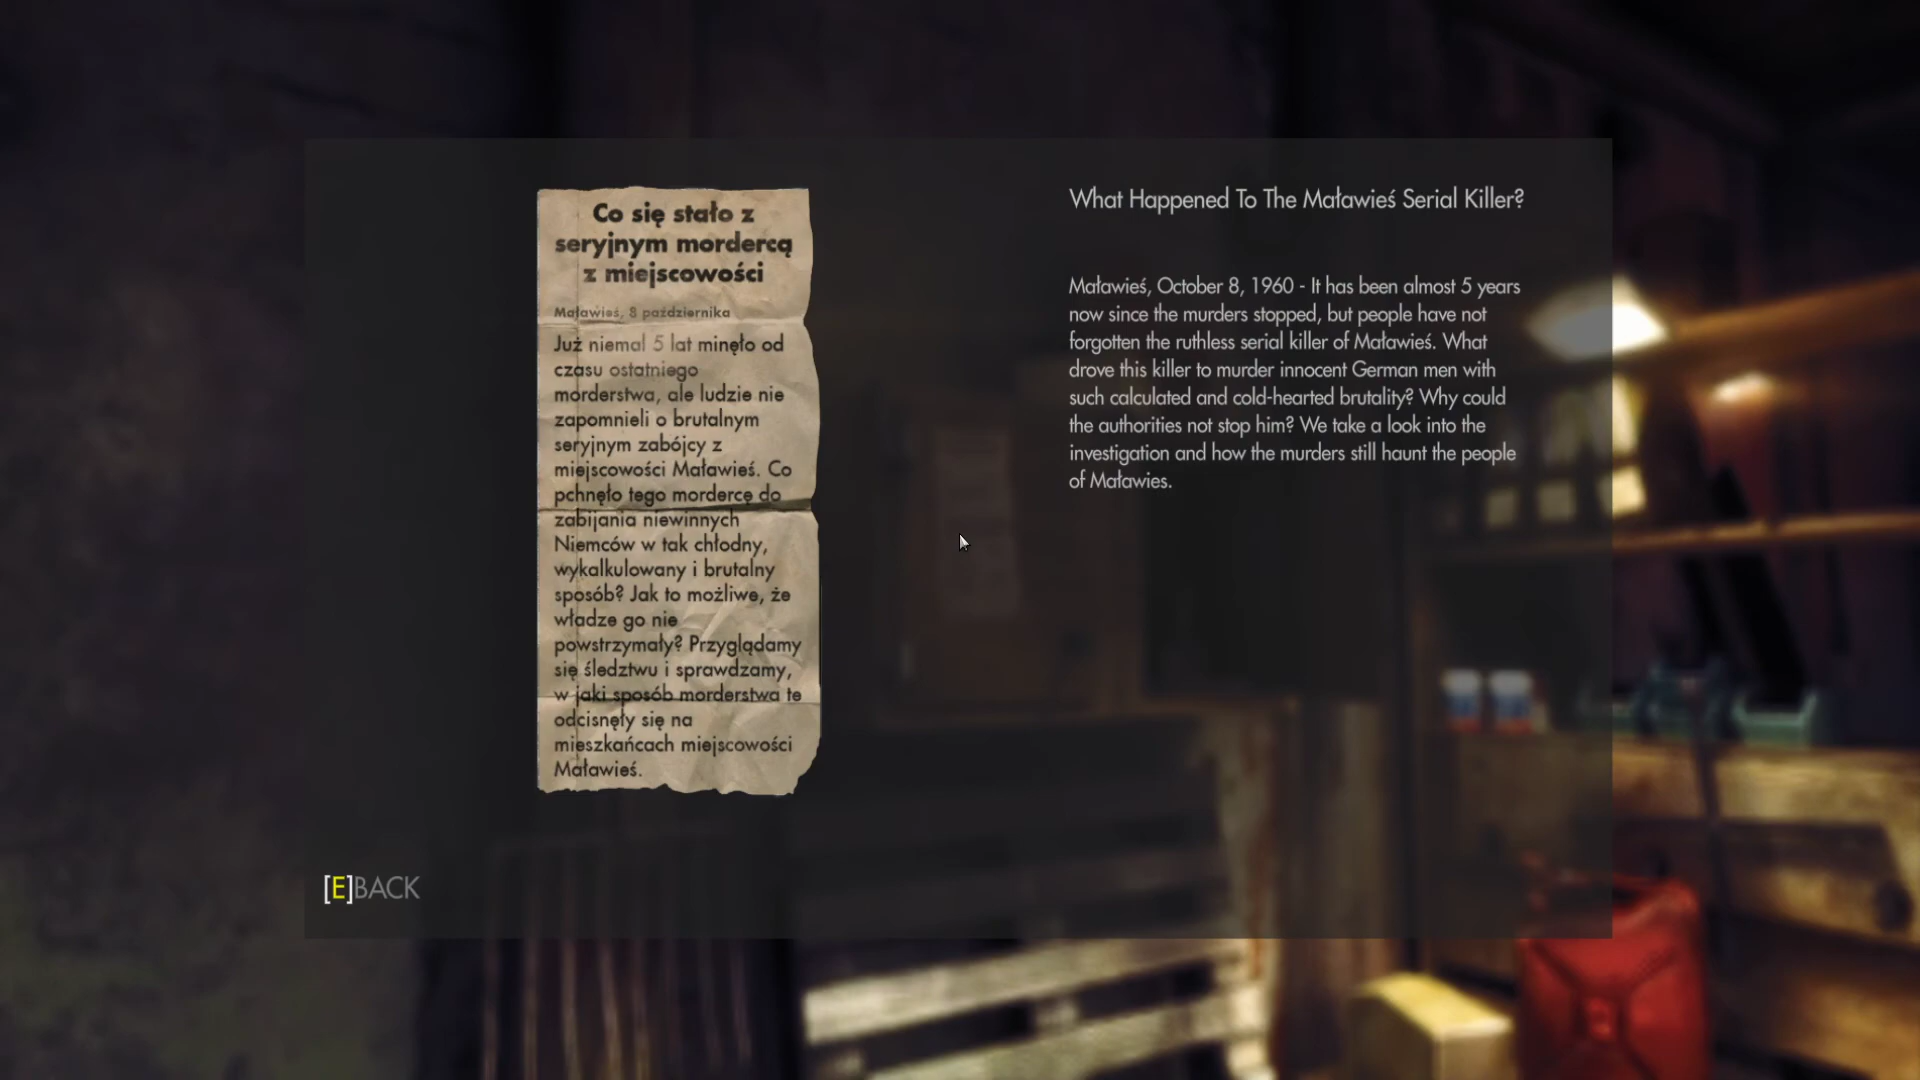 Co się stało z
seryjnym mordercą
z miejscowości
Maławieś, 8 października
Już niemal 5 lat minęło od
czasu ostatniego
morderstwa, ale ludzie nie
zapomnieli o brutalnym
seryjnym zabójcy z
miejscowości Maławieś. Co
pchnęło tego mordercę do
zabijania niewinnych
Niemców w tak chłodny,
wykalkulowany i brutalny
sposób? Jak to możliwe, że
władze go nie
powstrzymały? Przyglądamy
się śledztwu i sprawdzamy,
w jaki sposób morderstwa te
odcisnęły się na
mieszkańcach miejscowości
Maławieś.
What Happened To The Maławieś Serial Killer?
Maławieś, October 8, 1960 - It has been almost 5 years
now since the murders stopped, but people have not
forgotten the ruthless serial killer of Maławieś. What
drove this killer to murder innocent German men with
such calculated and cold-hearted brutality? Why could
the authorities not stop him? We take a look into the
investigation and how the murders still haunt the people
of Maławies.
[E]BACK